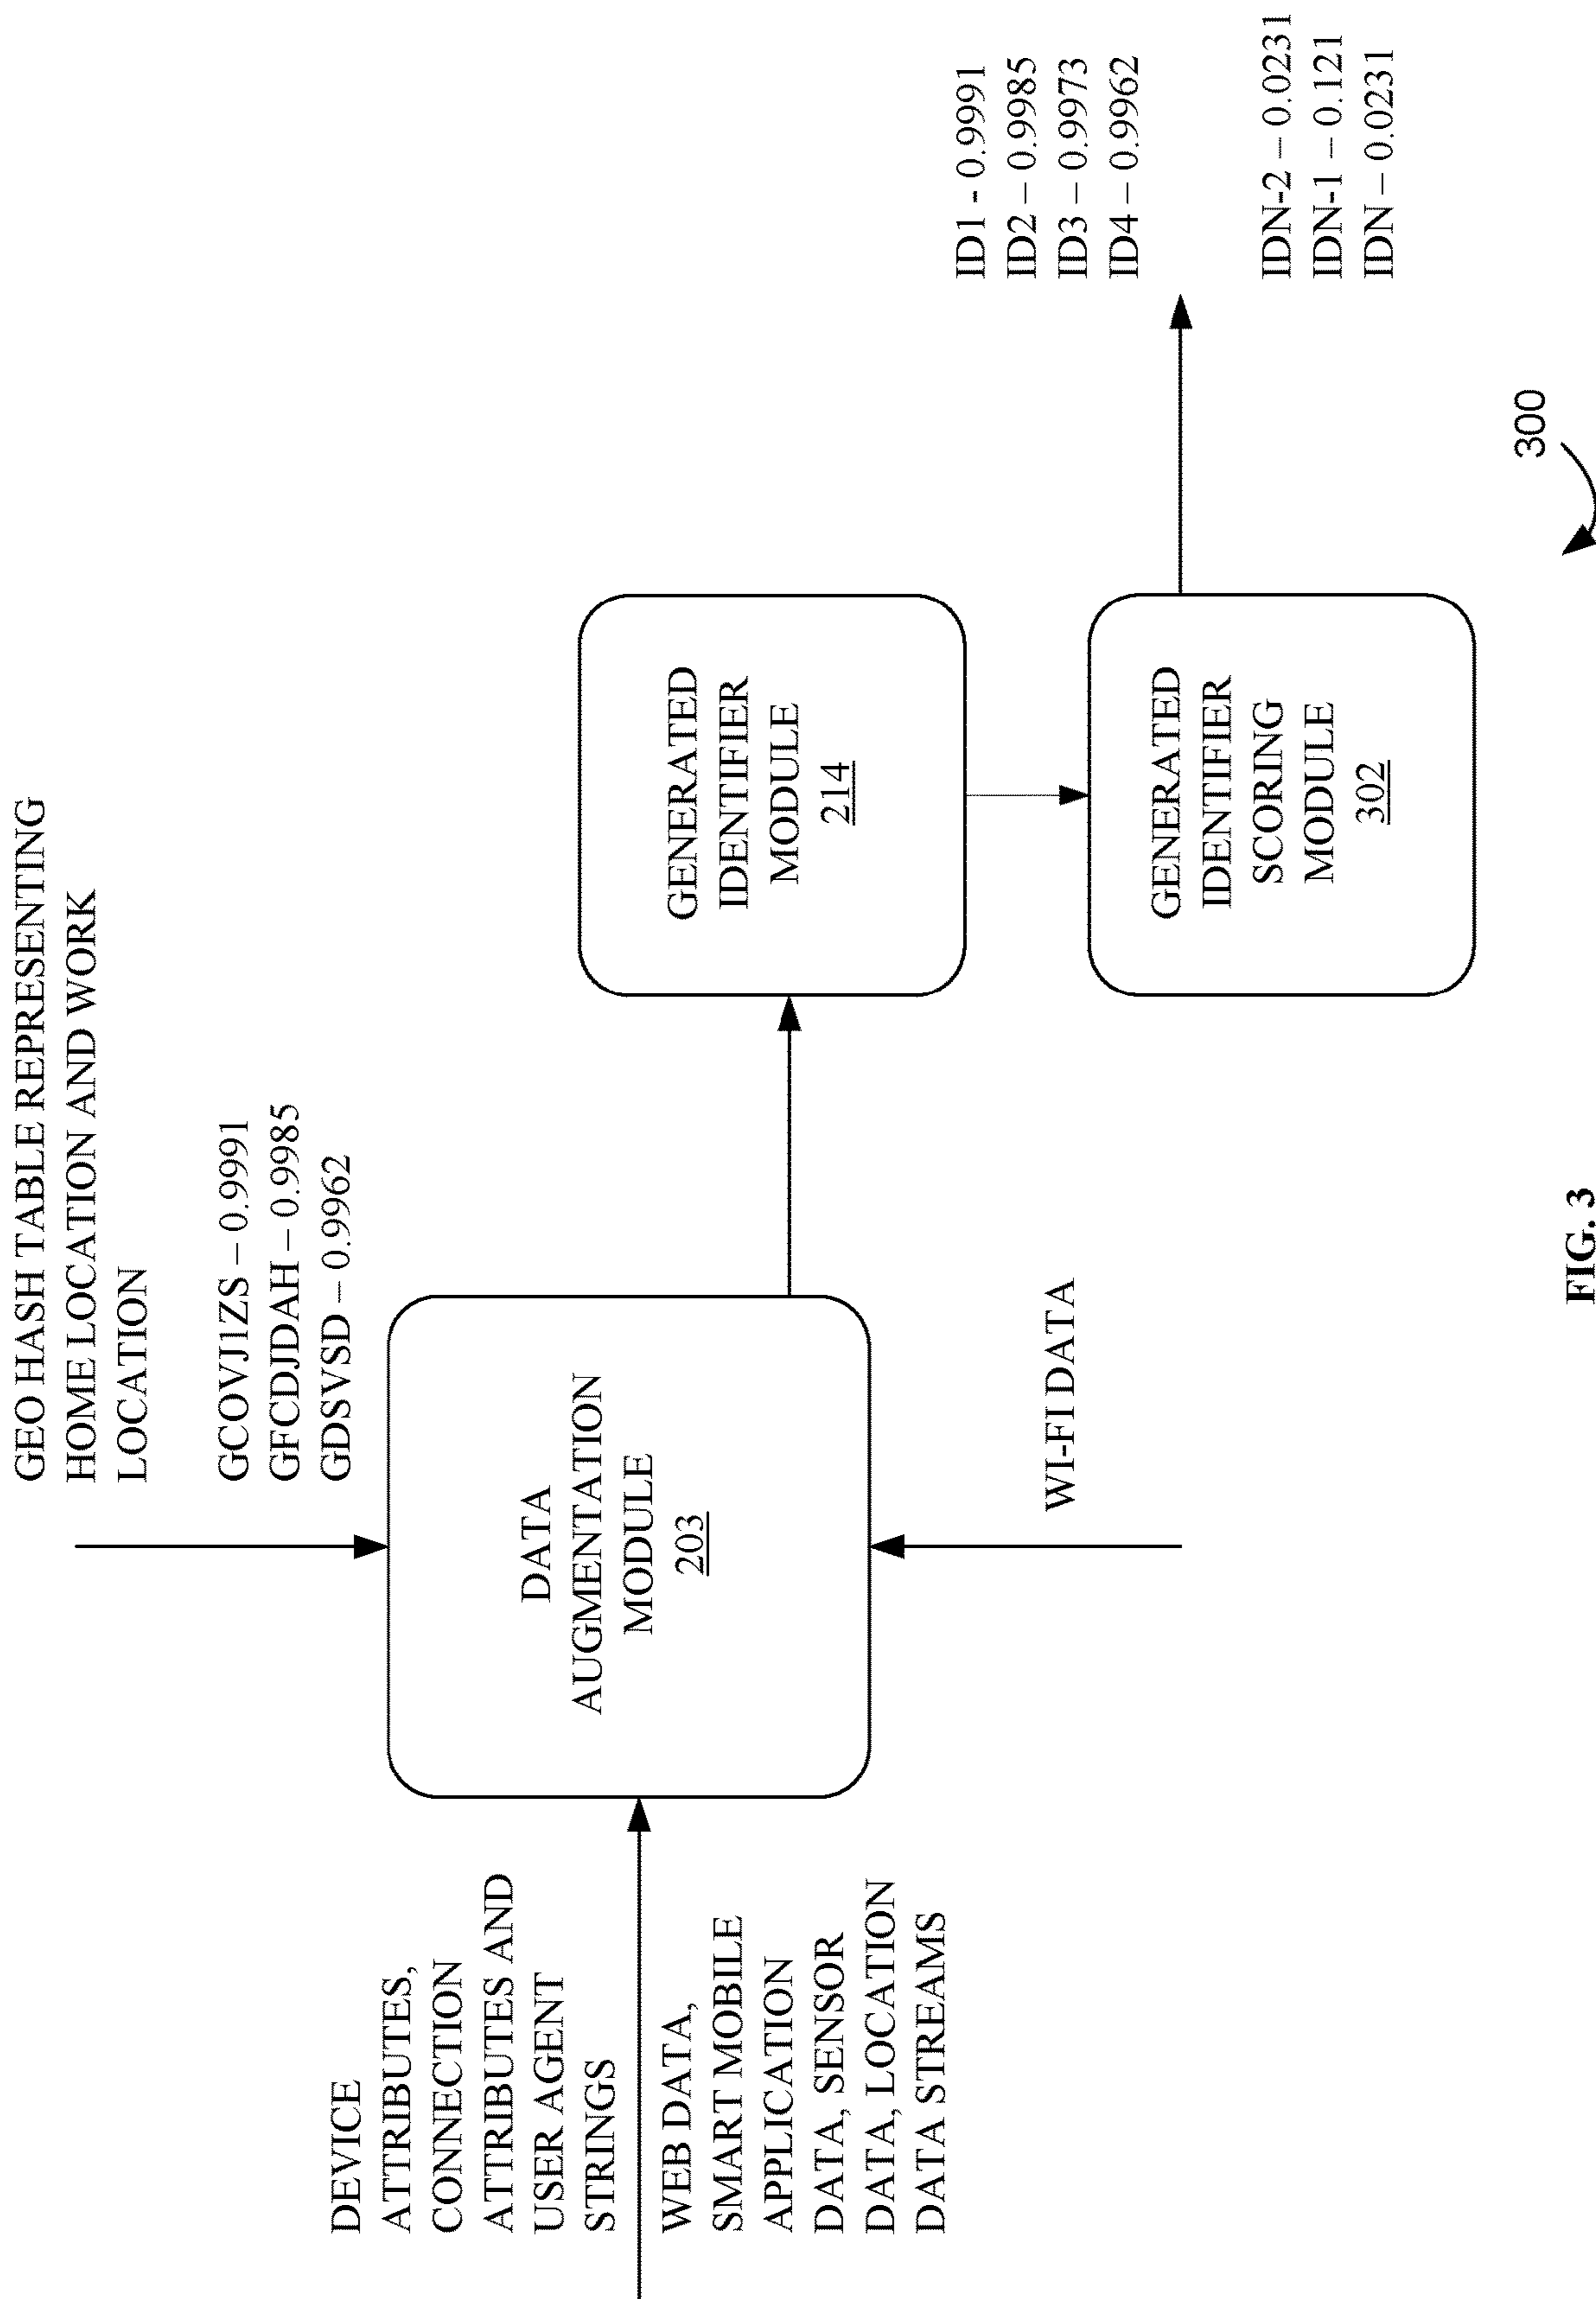 GEO HASH TABLE REPRESENTING
HOME LOCATION AND WORK
LOCATION
GCOVJ1ZS – 0.9991
GFCDJDAH – 0.9985
GDSVSD – 0.9962
DEVICE
ATTRIBUTES,
CONNECTION
ATTRIBUTES AND
USER AGENT
STRINGS
WEB DATA,
SMART MOBILE
APPLICATION
DATA, SENSOR
DATA, LOCATION
DATA STREAMS
DATA
AUGMENTATION
MODULE
203
WI-FI DATA
GENERATED
IDENTIFIER
MODULE
214
GENERATED
IDENTIFIER
SCORING
MODULE
302
ID1 - 0.9991
ID2 – 0.9985
ID3 – 0.9973
ID4 – 0.9962
IDN-2 – 0.0231
IDN-1 – 0.121
IDN – 0.0231
300
FIG. 3